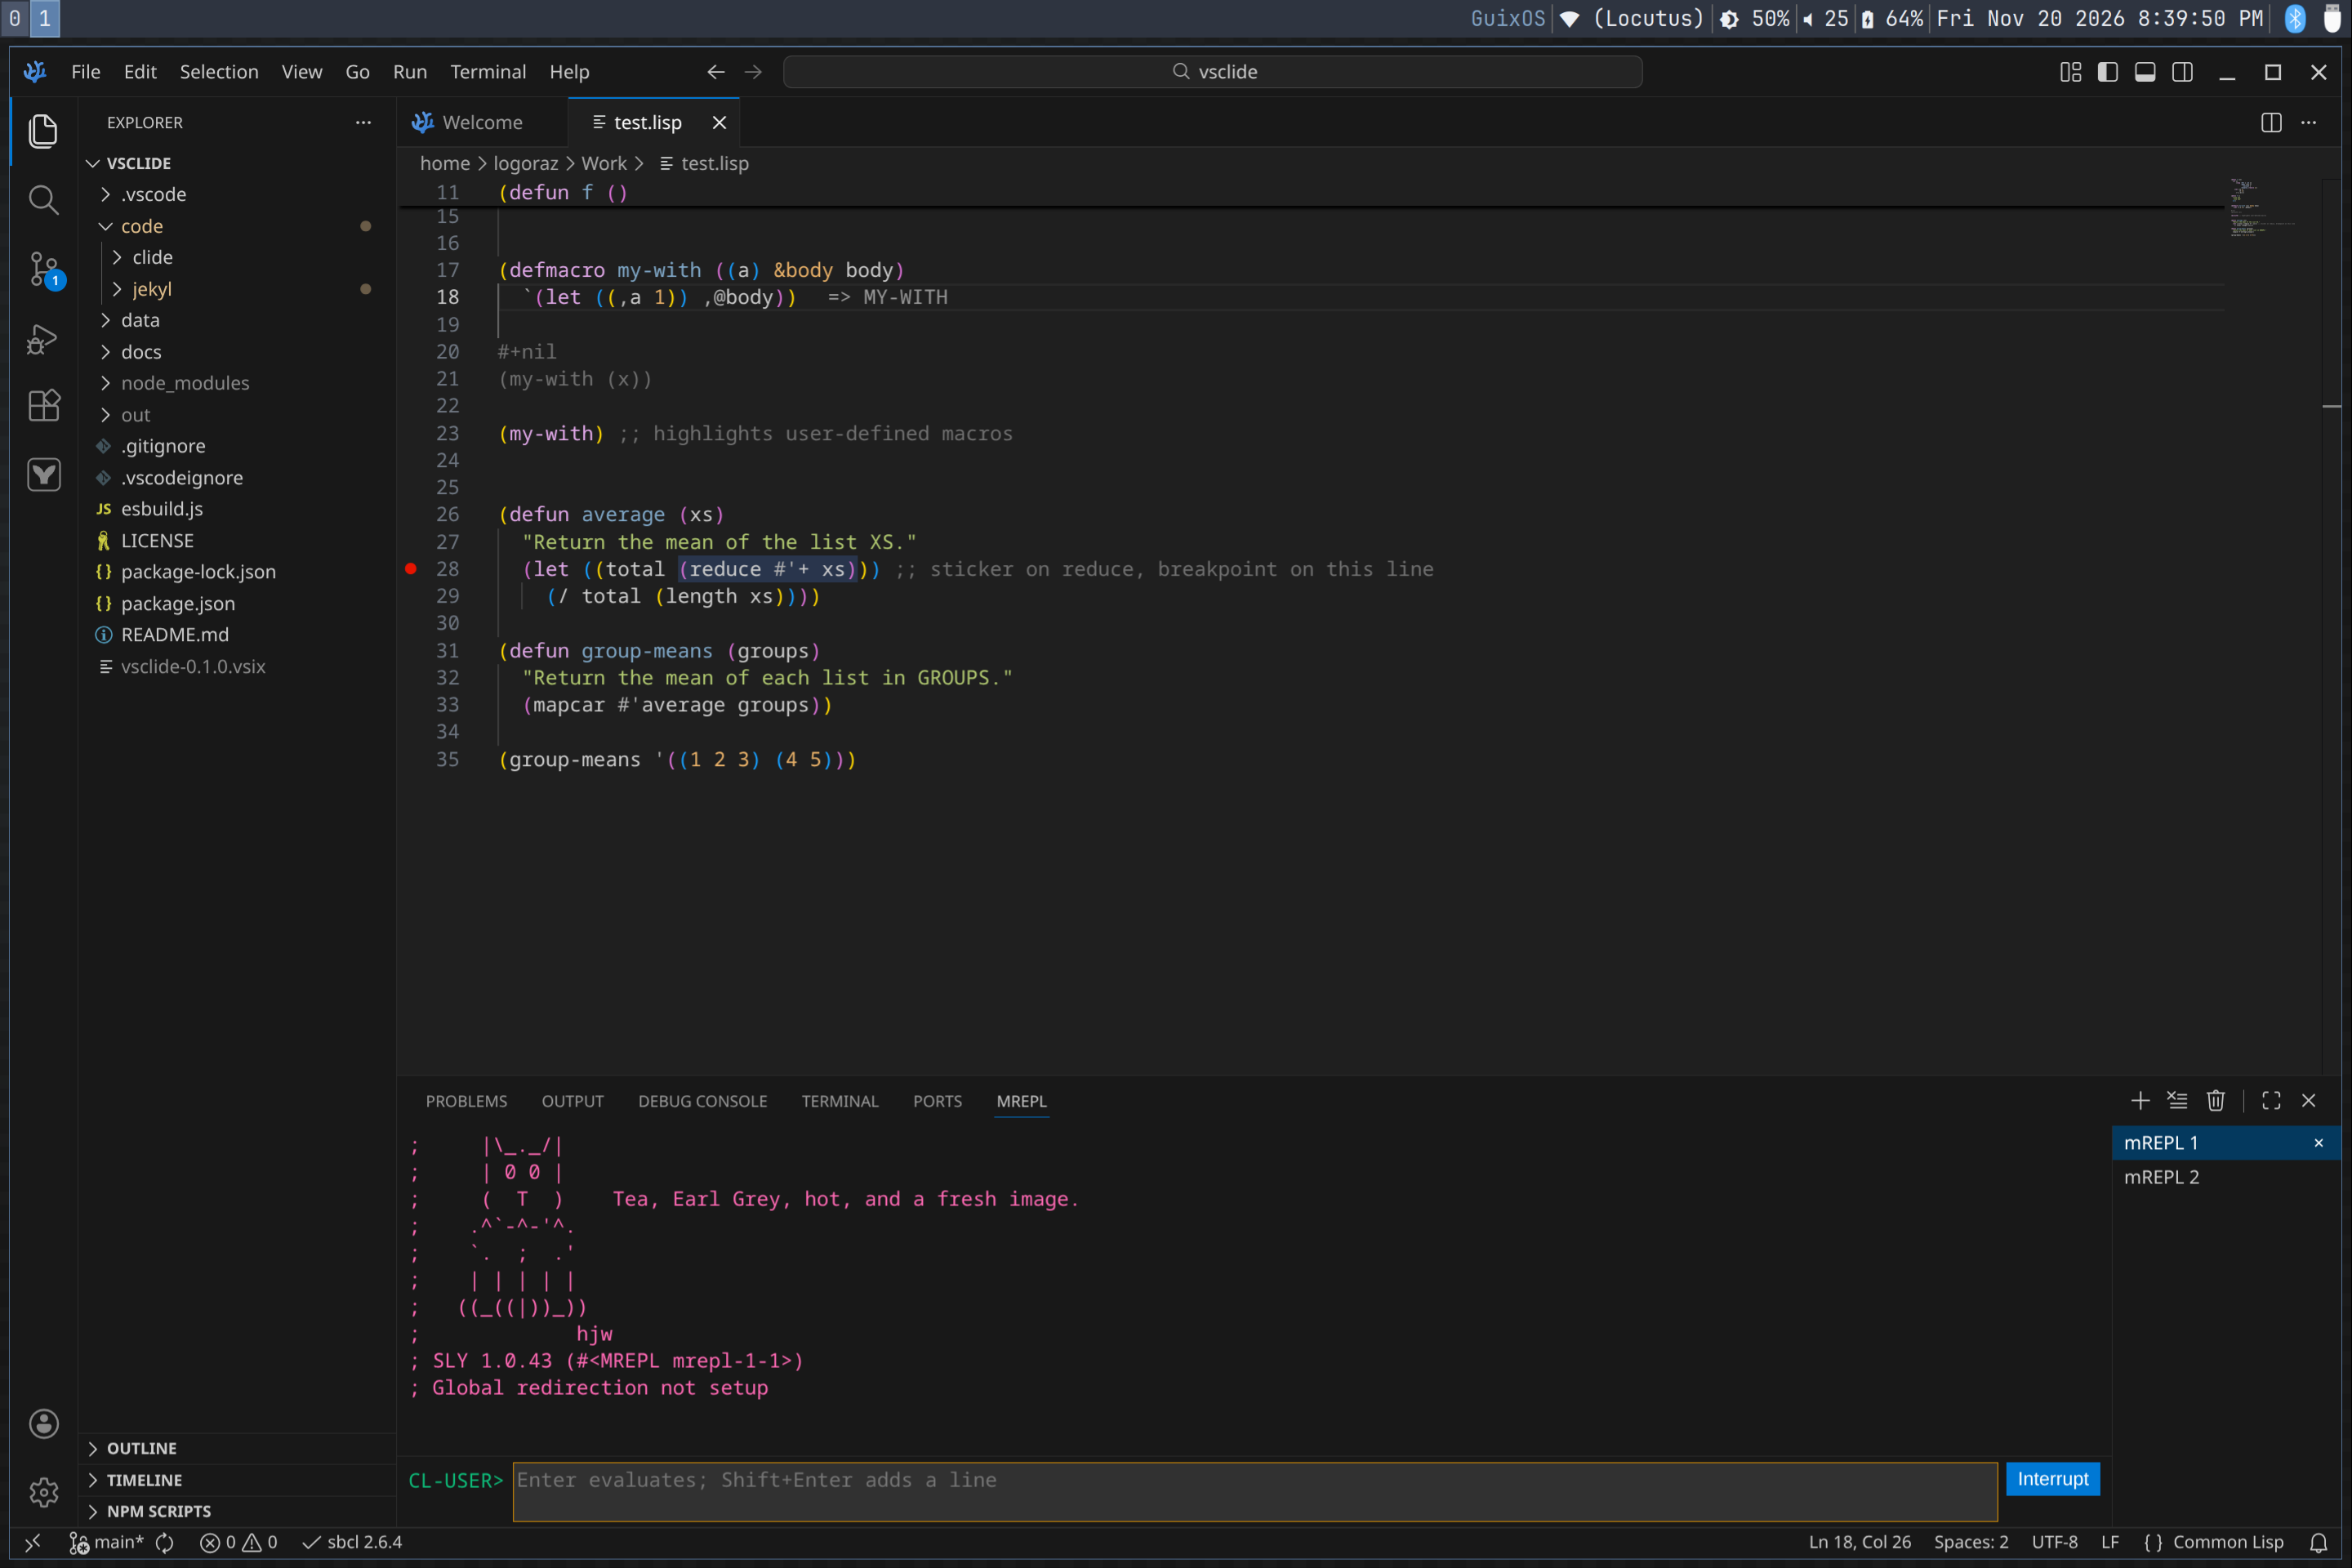 0 1 GuixOS (Locutus) 50% 25 64% Fri Nov 20 2026 8:39:50 PM
File Edit Selection View Go Run Terminal Help vsclide
EXPLORER
VSCLIDE
.vscode
code
clide
jekyl
data
docs
node_modules
out
.gitignore
.vscodeignore
JS esbuild.js
LICENSE
{} package-lock.json
{} package.json
README.md
vsclide-0.1.0.vsix
OUTLINE
TIMELINE
NPM SCRIPTS
1
Welcome test.lisp
home > logoraz > Work > test.lisp
11 (defun f ()
15
16
17 (defmacro my-with ((a) &body body)
18 `(let ((,a 1)) ,@body)) => MY-WITH
19
20 #+nil
21 (my-with (x))
22
23 (my-with) ;; highlights user-defined macros
24
25
26 (defun average (xs)
27 "Return the mean of the list XS."
28 (let ((total (reduce #'+ xs))) ;; sticker on reduce, breakpoint on this line
29 (/ total (length xs))))
30
31 (defun group-means (groups)
32 "Return the mean of each list in GROUPS."
33 (mapcar #'average groups))
34
35 (group-means '((1 2 3) (4 5)))
PROBLEMS OUTPUT DEBUG CONSOLE TERMINAL PORTS MREPL
;     |\_._/|
;     | 0 0 |
;     (  T  )    Tea, Earl Grey, hot, and a fresh image.
;    .^`-^-'^.
;    `.  ;  .'
;    | | | | |
;   ((_((|))_))
;             hjw
; SLY 1.0.43 (#<MREPL mrepl-1-1>)
; Global redirection not setup
mREPL 1
mREPL 2
CL-USER> Enter evaluates; Shift+Enter adds a line Interrupt
main* 0 0 sbcl 2.6.4 Ln 18, Col 26 Spaces: 2 UTF-8 LF {} Common Lisp